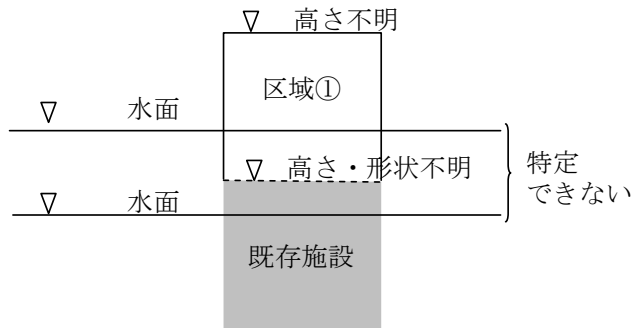 高さ不明
区域①
水面
高さ・形状不明
特定
できない
水面
既存施設